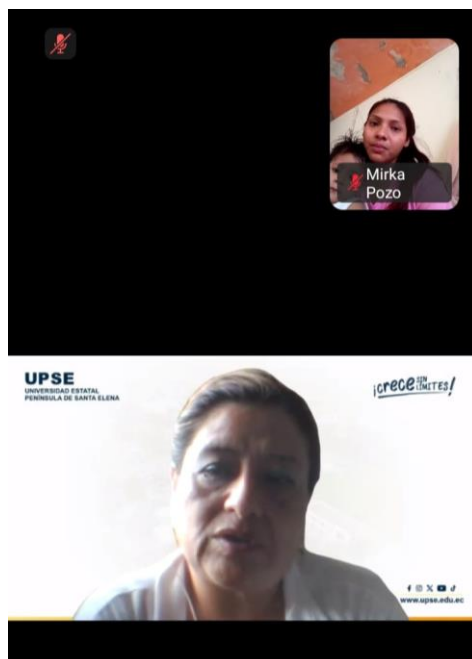 Mirka
Pozo
UPSE
UNIVERSIDAD ESTATAL
PENÍNSULA DE SANTA ELENA
¡CRECE SIN LÍMITES!
www.upse.edu.ec